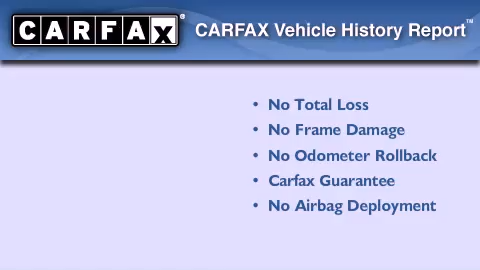 CARFAX® CARFAX Vehicle History Report™
• No Total Loss
• No Frame Damage
• No Odometer Rollback
• Carfax Guarantee
• No Airbag Deployment